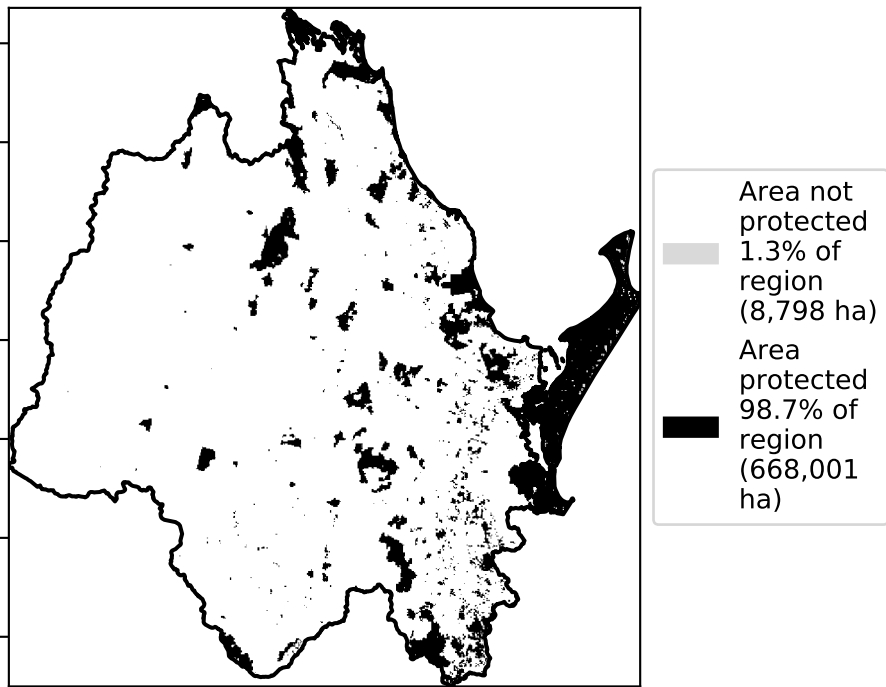 Area not
protected
1.3% of
region
(8,798 ha)
Area
protected
98.7% of
region
(668,001
ha)